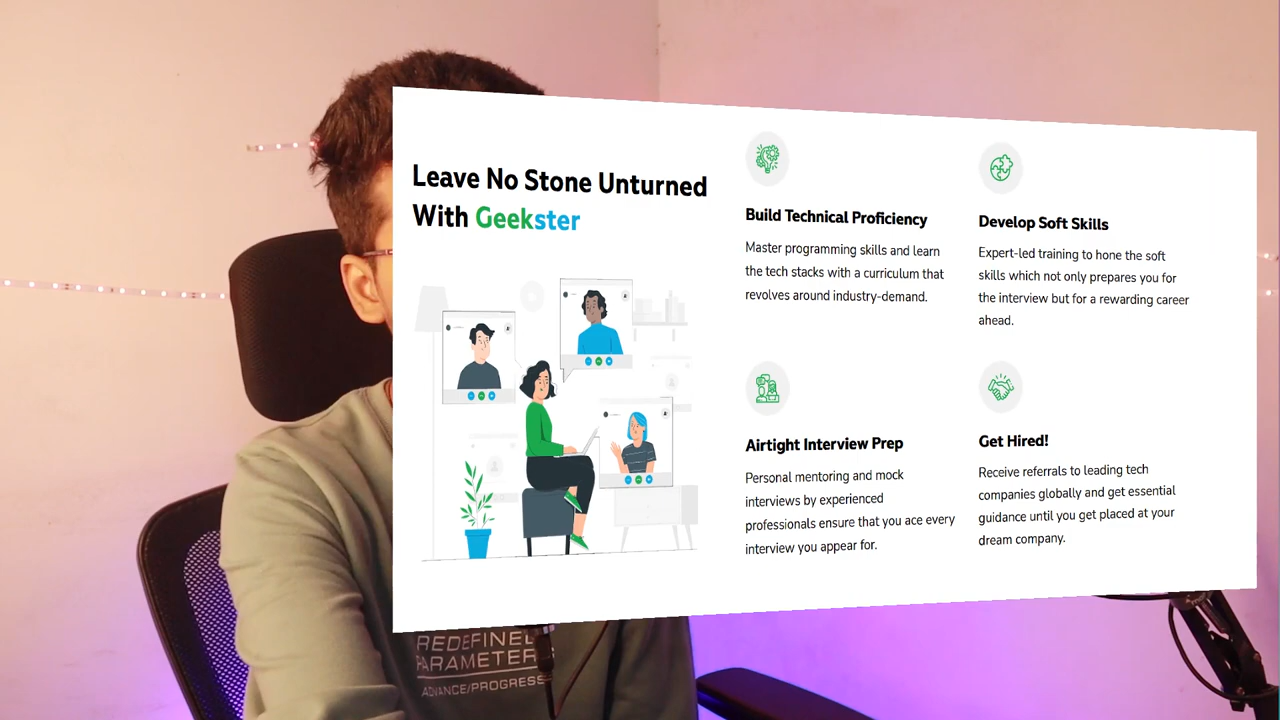 Leave No Stone Unturned
With Geekster
Build Technical Proficiency
Master programming skills and learn
the tech stacks with a curriculum that
revolves around industry-demand.
Develop Soft Skills
Expert-led training to hone the soft
skills which not only prepares you for
the interview but for a rewarding career
ahead.
Airtight Interview Prep
Personal mentoring and mock
interviews by experienced
professionals ensure that you ace every
interview you appear for.
Get Hired!
Receive referrals to leading tech
companies globally and get essential
guidance until you get placed at your
dream company.
REDEFINED
PARAMETER
ADVANCE/PROGRESS